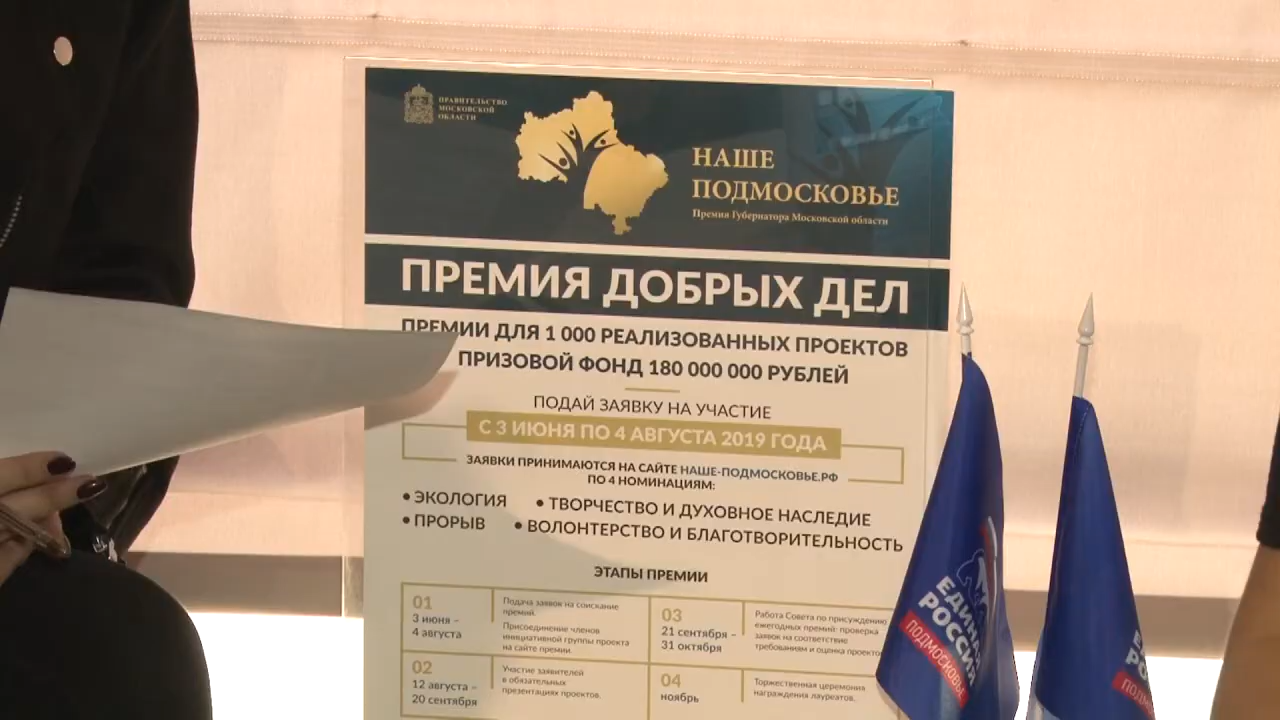 ПРАВИТЕЛЬСТВО
МОСКОВСКОЙ
ОБЛАСТИ
НАШЕ
ПОДМОСКОВЬЕ
Премия Губернатора Московской области
ПРЕМИЯ ДОБРЫХ ДЕЛ
ПРЕМИИ ДЛЯ 1 000 РЕАЛИЗОВАННЫХ ПРОЕКТОВ
ПРИЗОВОЙ ФОНД 180 000 000 РУБЛЕЙ
ПОДАЙ ЗАЯВКУ НА УЧАСТИЕ
С 3 ИЮНЯ ПО 4 АВГУСТА 2019 ГОДА
ЗАЯВКИ ПРИНИМАЮТСЯ НА САЙТЕ НАШЕ-ПОДМОСКОВЬЕ.РФ
ПО 4 НОМИНАЦИЯМ:
• ЭКОЛОГИЯ • ТВОРЧЕСТВО И ДУХОВНОЕ НАСЛЕДИЕ
• ПРОРЫВ • ВОЛОНТЕРСТВО И БЛАГОТВОРИТЕЛЬНОСТЬ
ЭТАПЫ ПРЕМИИ
01
3 июня –
4 августа
Подача заявок на соискание
премий.
Присоединение членов
инициативной группы проекта
на сайте премии.
03
21 сентября –
31 октября
Работа Совета по присуждению
ежегодных премий: проверка
заявок на соответствие
требованиям и оценка проектов
02
12 августа –
20 сентября
Участие заявителей
в обязательных
презентациях проектов.
04
ноябрь
Торжественная церемония
награждения лауреатов.
ЕДИНАЯ
РОССИЯ
ПОДМОСКОВЬЕ